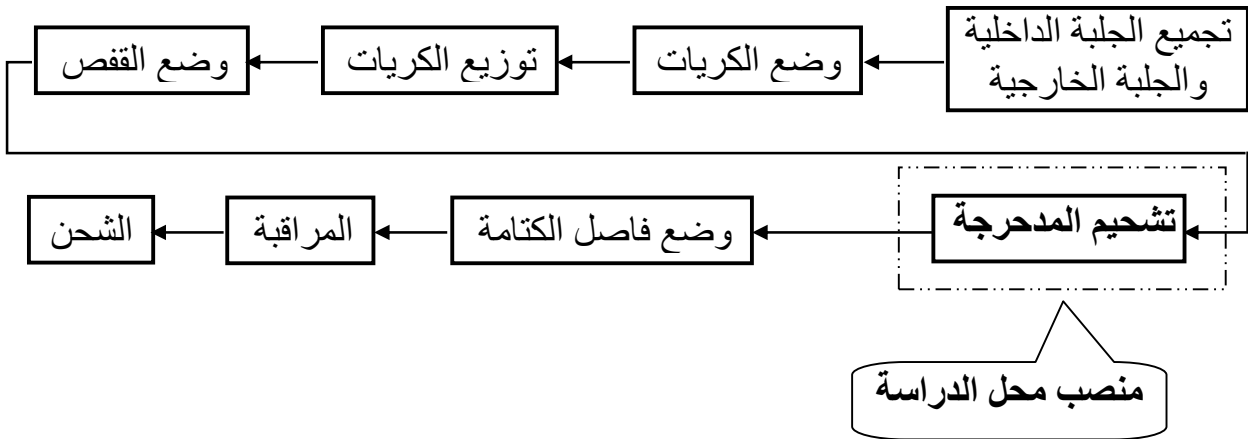 تجميع الجلبة الداخلية
والجلبة الخارجية
وضع الكريات
توزيع الكريات
وضع القفص
تشحيم المدحرجة
وضع فاصل الكتامة
المراقبة
الشحن
منصب محل الدراسة